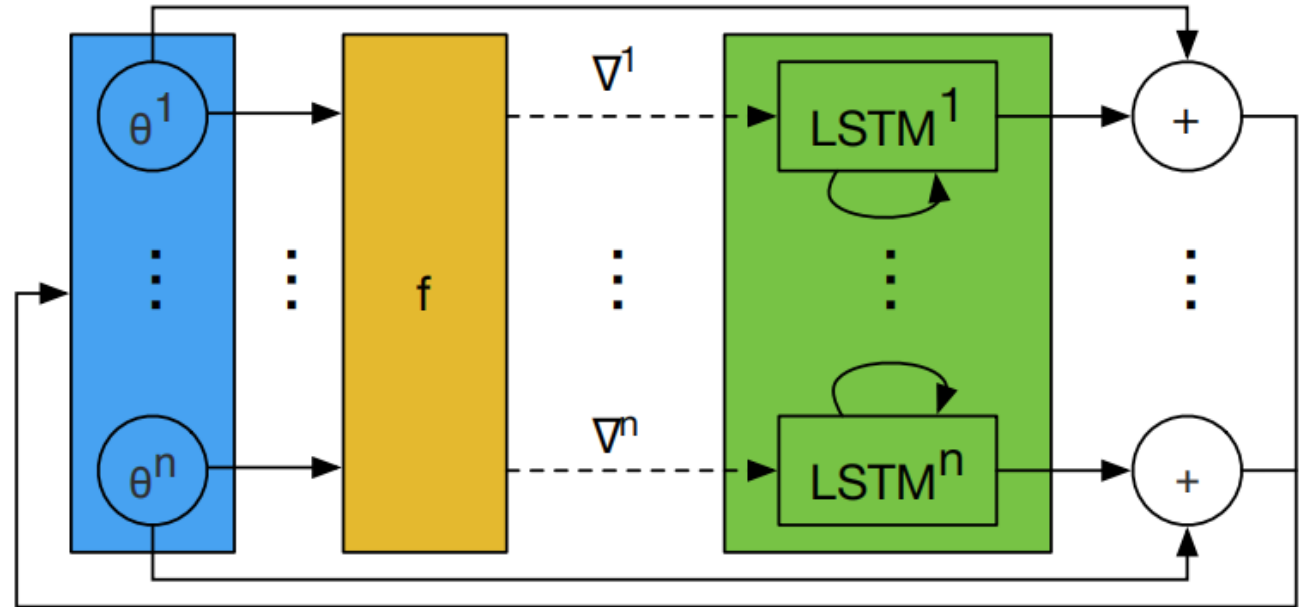 ∇¹
θ¹
LSTM¹
+
⋮ ⋮ f ⋮ ⋮ ⋮
∇ⁿ
θⁿ
LSTMⁿ
+